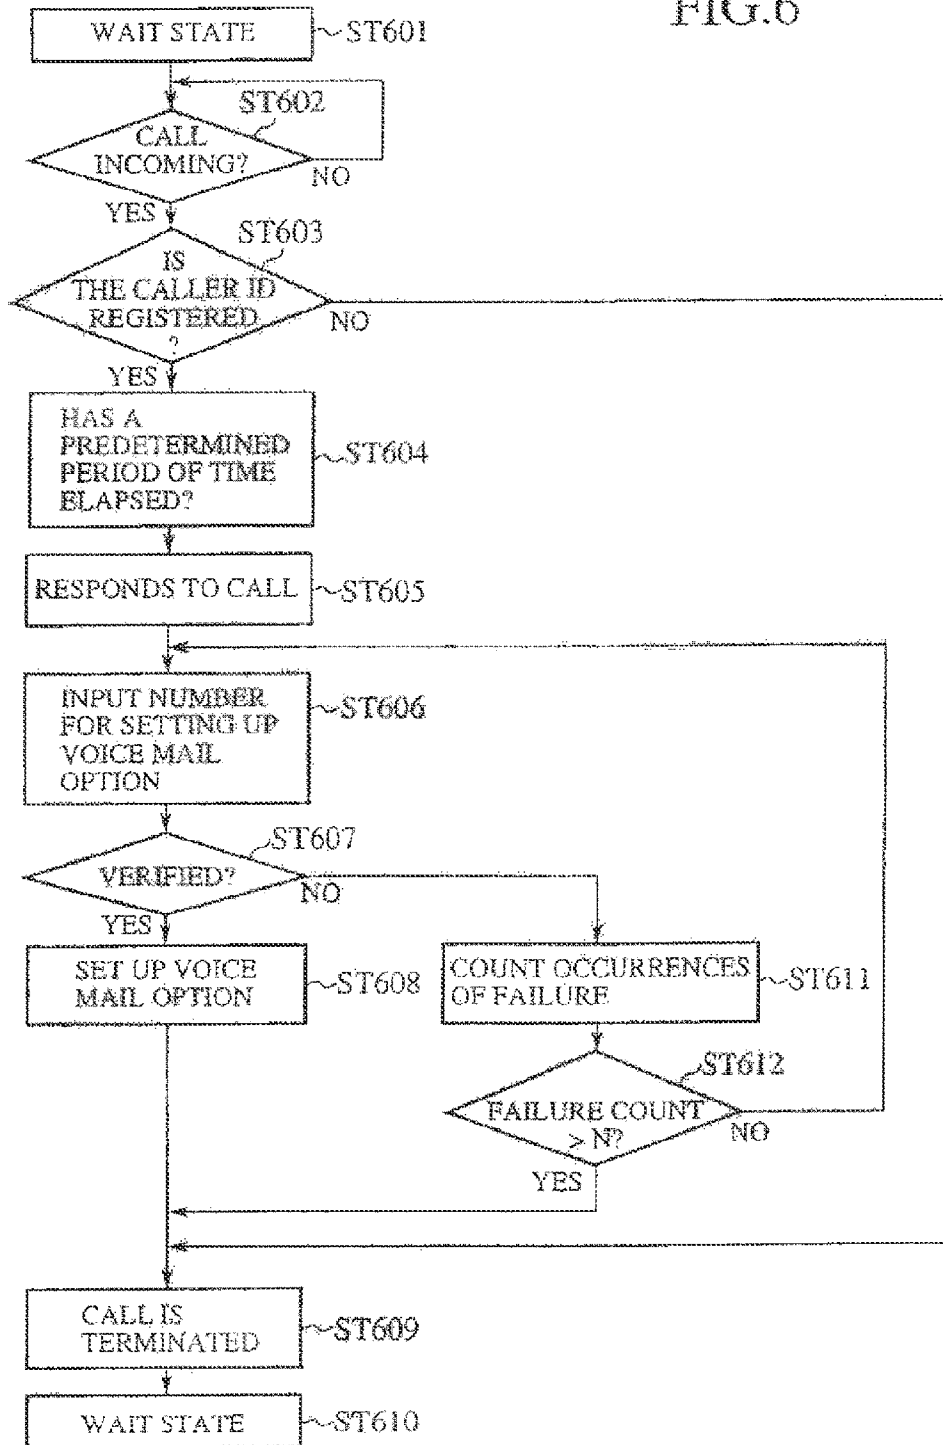 FIG.6
WAIT STATE
ST601
ST602
CALL
INCOMING?
NO
YES
ST603
IS
THE CALLER ID
REGISTERED
?
NO
YES
HAS A
PREDETERMINED
PERIOD OF TIME
ELAPSED?
ST604
RESPONDS TO CALL
ST605
INPUT NUMBER
FOR SETTING UP
VOICE MAIL
OPTION
ST606
ST607
VERIFIED?
NO
YES
SET UP VOICE
MAIL OPTION
ST608
COUNT OCCURRENCES
OF FAILURE
ST611
ST612
FAILURE COUNT
> N?
NO
YES
CALL IS
TERMINATED
ST609
WAIT STATE
ST610